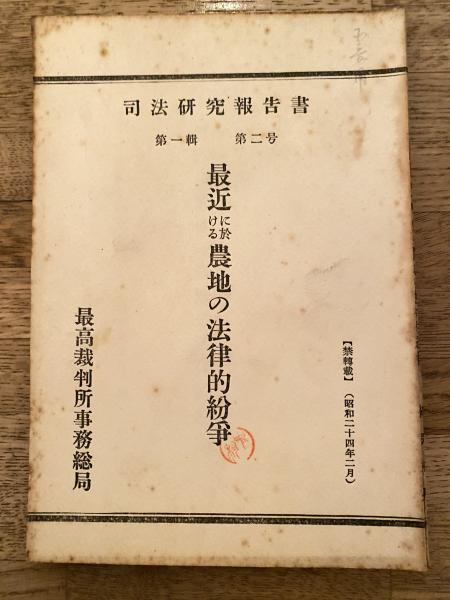 司法研究報告書
第一輯 第二号
最近に於ける農地の法律的紛爭
【禁轉載】（昭和二十四年二月）
最高裁判所事務総局